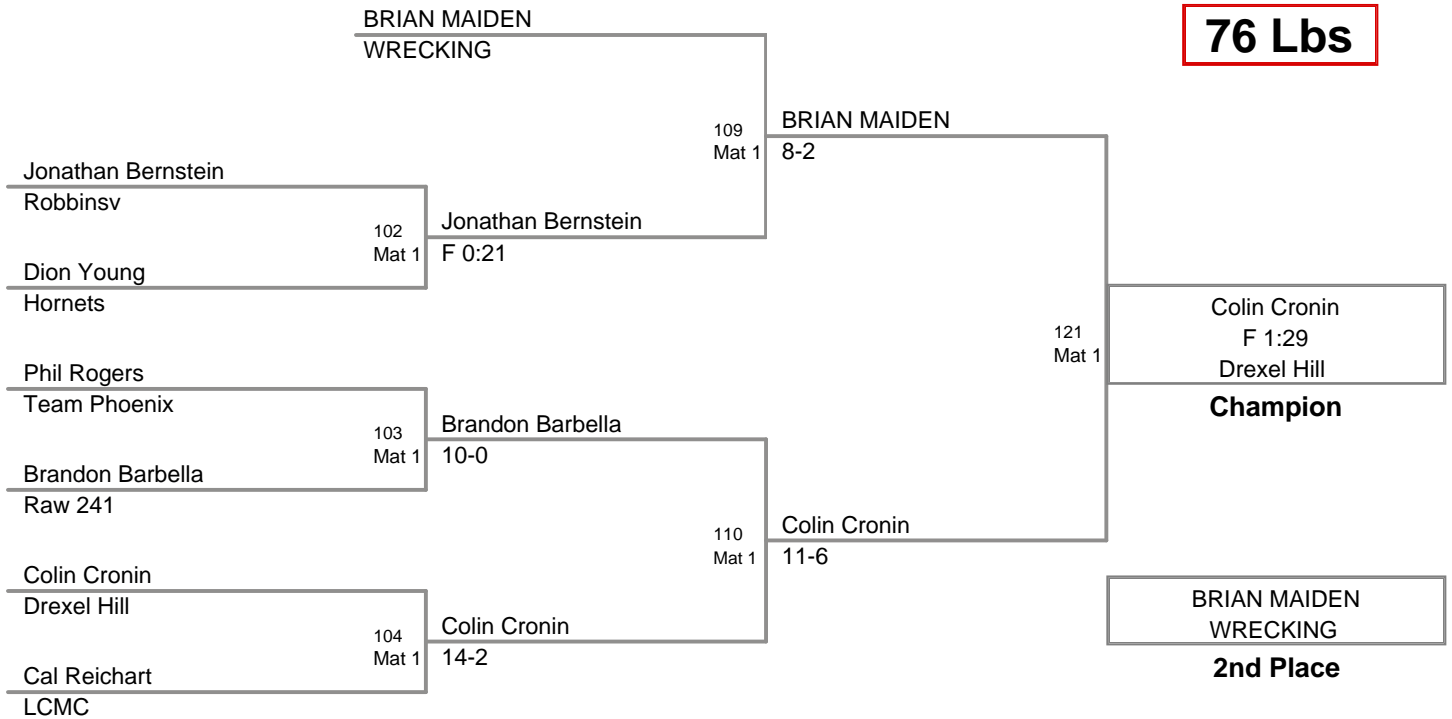 BRIAN MAIDEN
WRECKING
76 Lbs
109
Mat 1
BRIAN MAIDEN
8-2
Jonathan Bernstein
Robbinsv
102
Mat 1
Jonathan Bernstein
F 0:21
Dion Young
Hornets
121
Mat 1
Colin Cronin
F 1:29
Drexel Hill
Champion
Phil Rogers
Team Phoenix
103
Mat 1
Brandon Barbella
10-0
Brandon Barbella
Raw 241
110
Mat 1
Colin Cronin
11-6
Colin Cronin
Drexel Hill
104
Mat 1
Colin Cronin
14-2
Cal Reichart
LCMC
BRIAN MAIDEN
WRECKING
2nd Place